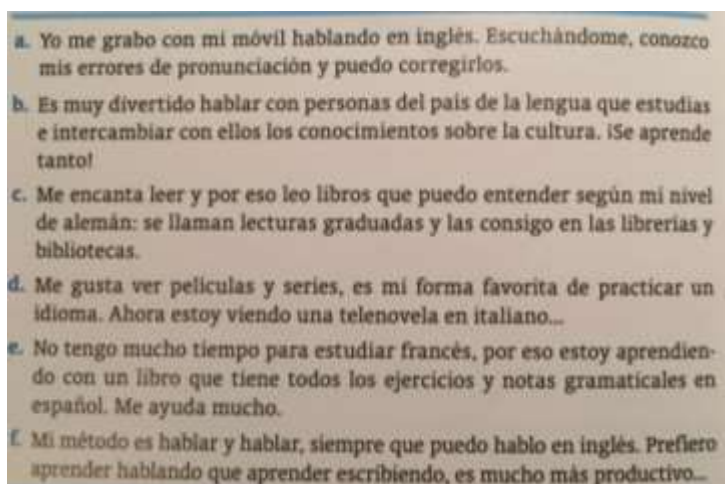 a. Yo me grabo con mi móvil hablando en inglés. Escuchándome, conozco
mis errores de pronunciación y puedo corregirlos.
b. Es muy divertido hablar con personas del país de la lengua que estudias
e intercambiar con ellos los conocimientos sobre la cultura. ¡Se aprende
tanto!
c. Me encanta leer y por eso leo libros que puedo entender según mi nivel
de alemán: se llaman lecturas graduadas y las consigo en las librerías y
bibliotecas.
d. Me gusta ver películas y series, es mi forma favorita de practicar un
idioma. Ahora estoy viendo una telenovela en italiano...
e. No tengo mucho tiempo para estudiar francés, por eso estoy aprendien-
do con un libro que tiene todos los ejercicios y notas gramaticales en
español. Me ayuda mucho.
f. Mi método es hablar y hablar, siempre que puedo hablo en inglés. Prefiero
aprender hablando que aprender escribiendo, es mucho más productivo...